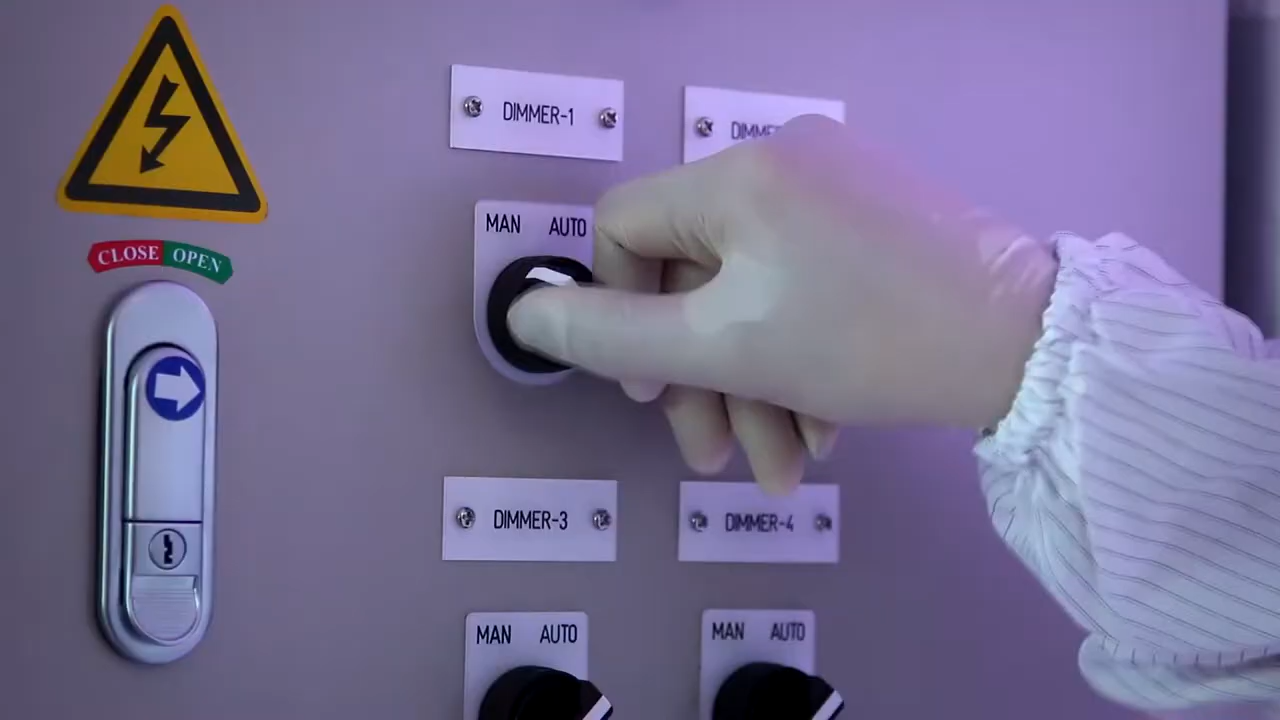 DIMMER-1
MAN AUTO
CLOSE OPEN
DIMMER-3
DIMMER-4
MAN AUTO
MAN AUTO